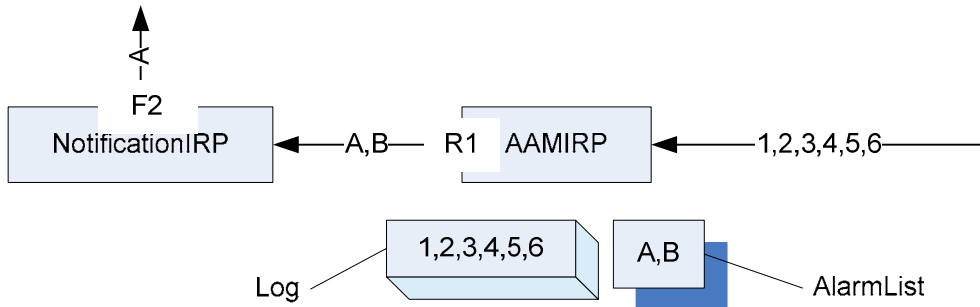 A
F2
NotificationIRP
A,B
R1
AAMIRP
1,2,3,4,5,6
1,2,3,4,5,6
A,B
Log
AlarmList